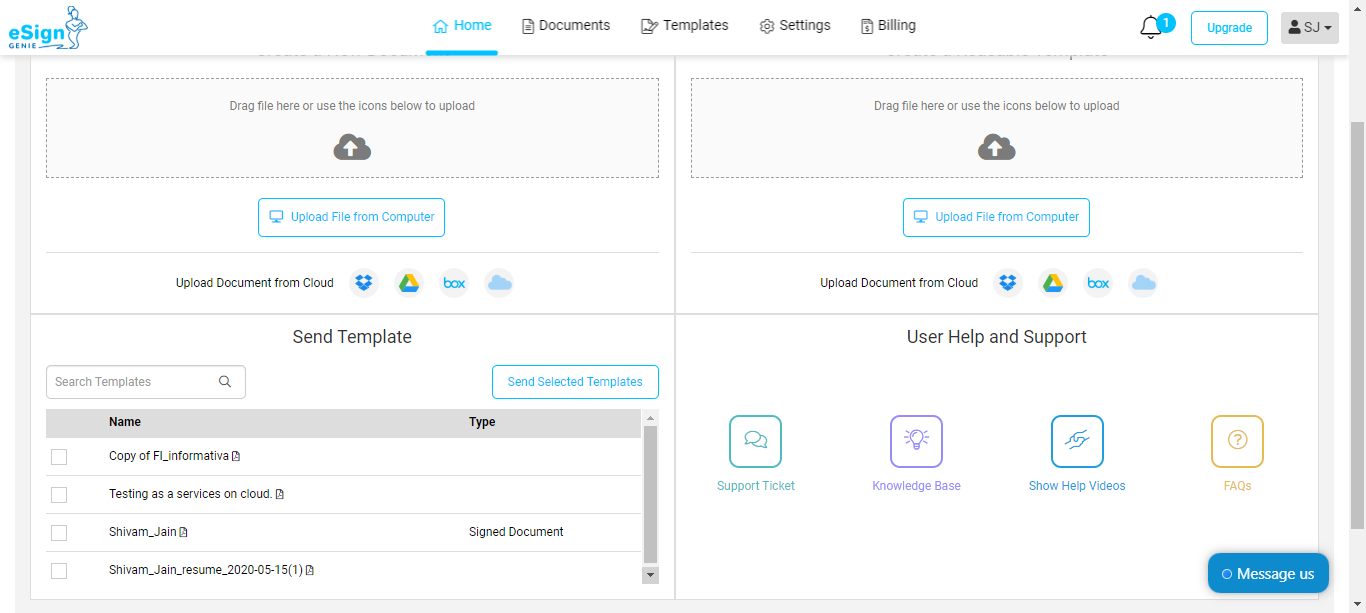 eSign
GENIE
Home
Documents
Templates
Settings
Billing
1
Upgrade
SJ
Drag file here or use the icons below to upload
Upload File from Computer
Upload Document from Cloud
box
Drag file here or use the icons below to upload
Upload File from Computer
Upload Document from Cloud
box
Send Template
Search Templates
Send Selected Templates
Name Type
Copy of FI_informativa
Testing as a services on cloud.
Shivam_Jain Signed Document
Shivam_Jain_resume_2020-05-15(1)
User Help and Support
Support Ticket
Knowledge Base
Show Help Videos
FAQs
Message us